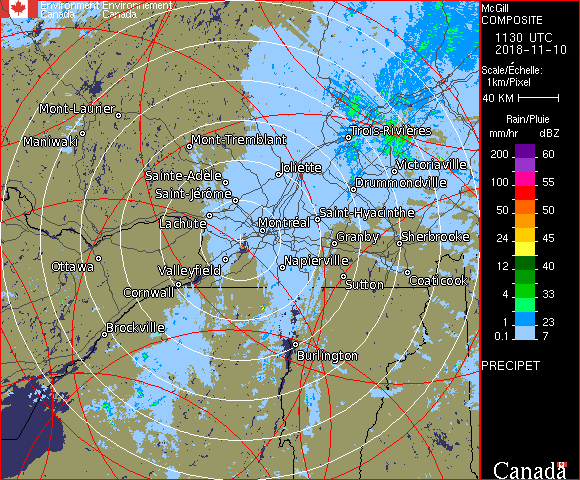 Environment Environnement
Canada Canada
McGill
COMPOSITE
1130 UTC
2018-11-10
Scale/Échelle:
1km/Pixel
40 KM
Rain/Pluie
mm/hr dBZ
200 60
100 55
50 50
24 45
12 40
4 33
1 23
0.1 7
PRECIPET
Canada
Mont-Laurier
Maniwaki
Mont-Tremblant
Trois-Rivières
Joliette
Victoriaville
Sainte-Adèle
Drummondville
Saint-Jérôme
Saint-Hyacinthe
Lachute
Montréal
Granby
Sherbrooke
Ottawa
Valleyfield
Napierville
Cornwall
Sutton
Coaticook
Brockville
Burlington